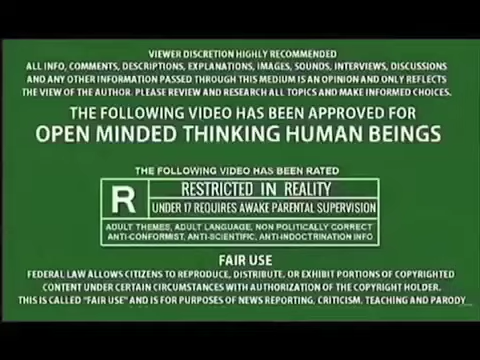 VIEWER DISCRETION HIGHLY RECOMMENDED
ALL INFO, COMMENTS, DESCRIPTIONS, EXPLANATIONS, IMAGES, SOUNDS, INTERVIEWS, DISCUSSIONS
AND ANY OTHER INFORMATION PASSED THROUGH THIS MEDIUM IS AN OPINION AND ONLY REFLECTS
THE VIEW OF THE AUTHOR. PLEASE REVIEW AND RESEARCH ALL TOPICS AND MAKE INFORMED CHOICES.
THE FOLLOWING VIDEO HAS BEEN APPROVED FOR
OPEN MINDED THINKING HUMAN BEINGS
THE FOLLOWING VIDEO HAS BEEN RATED
R
RESTRICTED IN REALITY
UNDER 17 REQUIRES AWAKE PARENTAL SUPERVISION
ADULT THEMES, ADULT LANGUAGE, NON POLITICALLY CORRECT
ANTI-CONFORMIST, ANTI-SCIENTIFIC, ANTI-INDOCTRINATION INFO
FAIR USE
FEDERAL LAW ALLOWS CITIZENS TO REPRODUCE, DISTRIBUTE, OR EXHIBIT PORTIONS OF COPYRIGHTED
CONTENT UNDER CERTAIN CIRCUMSTANCES WITH AUTHORIZATION OF THE COPYRIGHT HOLDER.
THIS IS CALLED "FAIR USE" AND IS FOR PURPOSES OF NEWS REPORTING, CRITICISM, TEACHING AND PARODY...